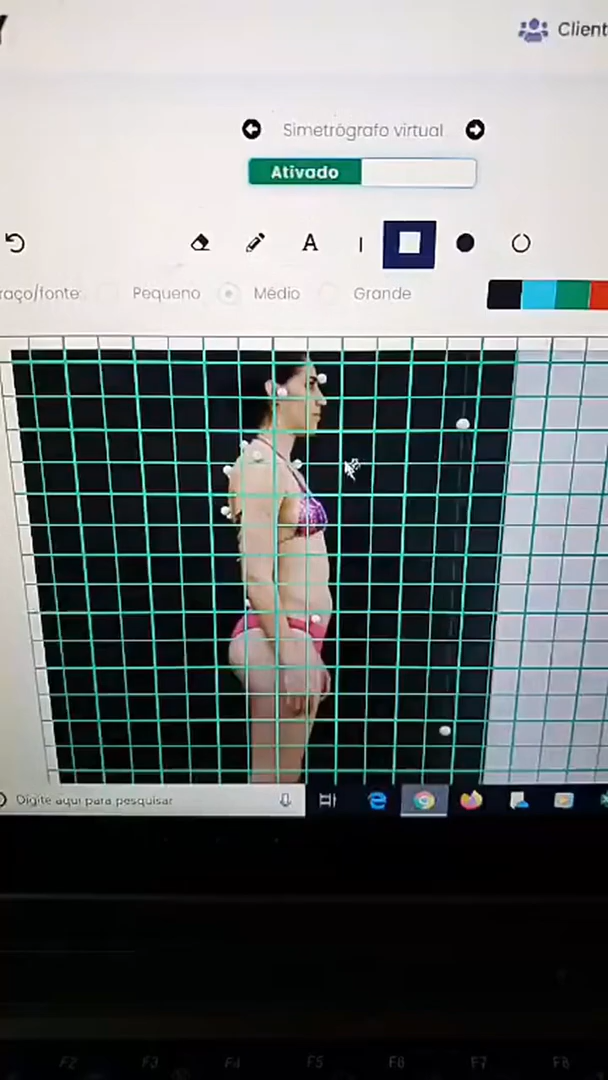 Client
Simetrógrafo virtual
Ativado
A
raço/fonte: Pequeno Médio Grande
Digite aqui para pesquisar
F2 F3 F4 F5 F6 F7 F8